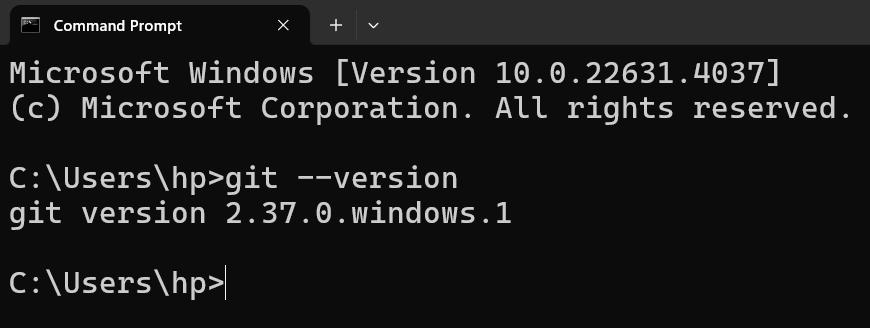 Command Prompt
Microsoft Windows [Version 10.0.22631.4037]
(c) Microsoft Corporation. All rights reserved.
C:\Users\hp>git --version
git version 2.37.0.windows.1
C:\Users\hp>